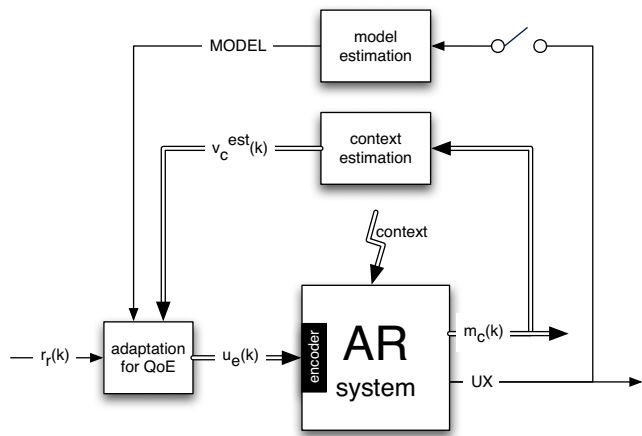 MODEL
model
estimation
v_c^est(k)
context
estimation
context
r_r(k)
adaptation
for QoE
u_e(k)
encoder
AR
system
m_c(k)
UX